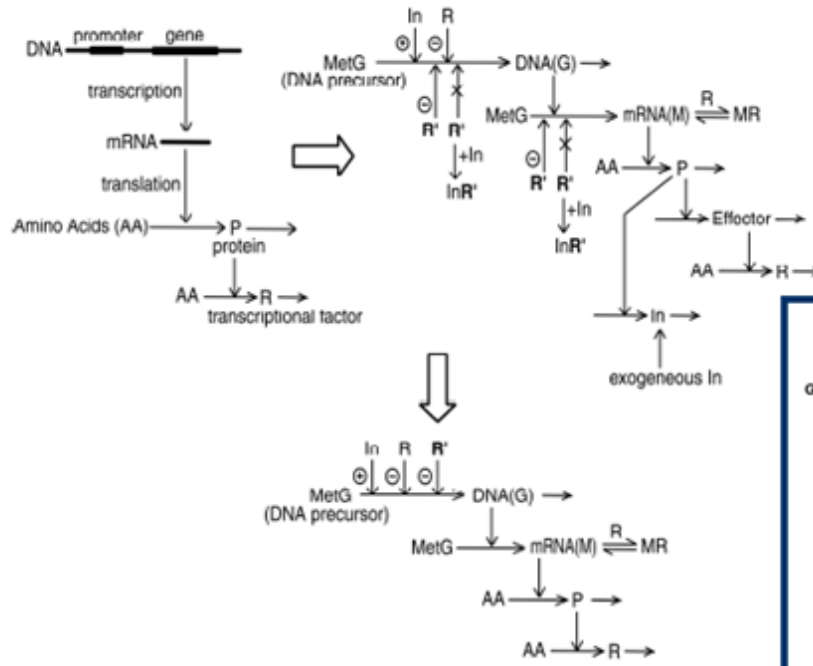 promoter gene
DNA
transcription
mRNA
translation
.Amino Acids (AA) P
protein
AA R
transcriptional factor
In R
⊕ ⊖
MetG DNA(G)
(DNA precursor)
⊖
R' R'
+In
InR'
MetG mRNA(M) R MR
⊖
R' R'
+In
InR'
AA P
Effector
AA R
In
exogeneous In
G
In R R'
⊕ ⊖ ⊖
MetG DNA(G)
(DNA precursor)
MetG mRNA(M) R MR
AA P
AA R